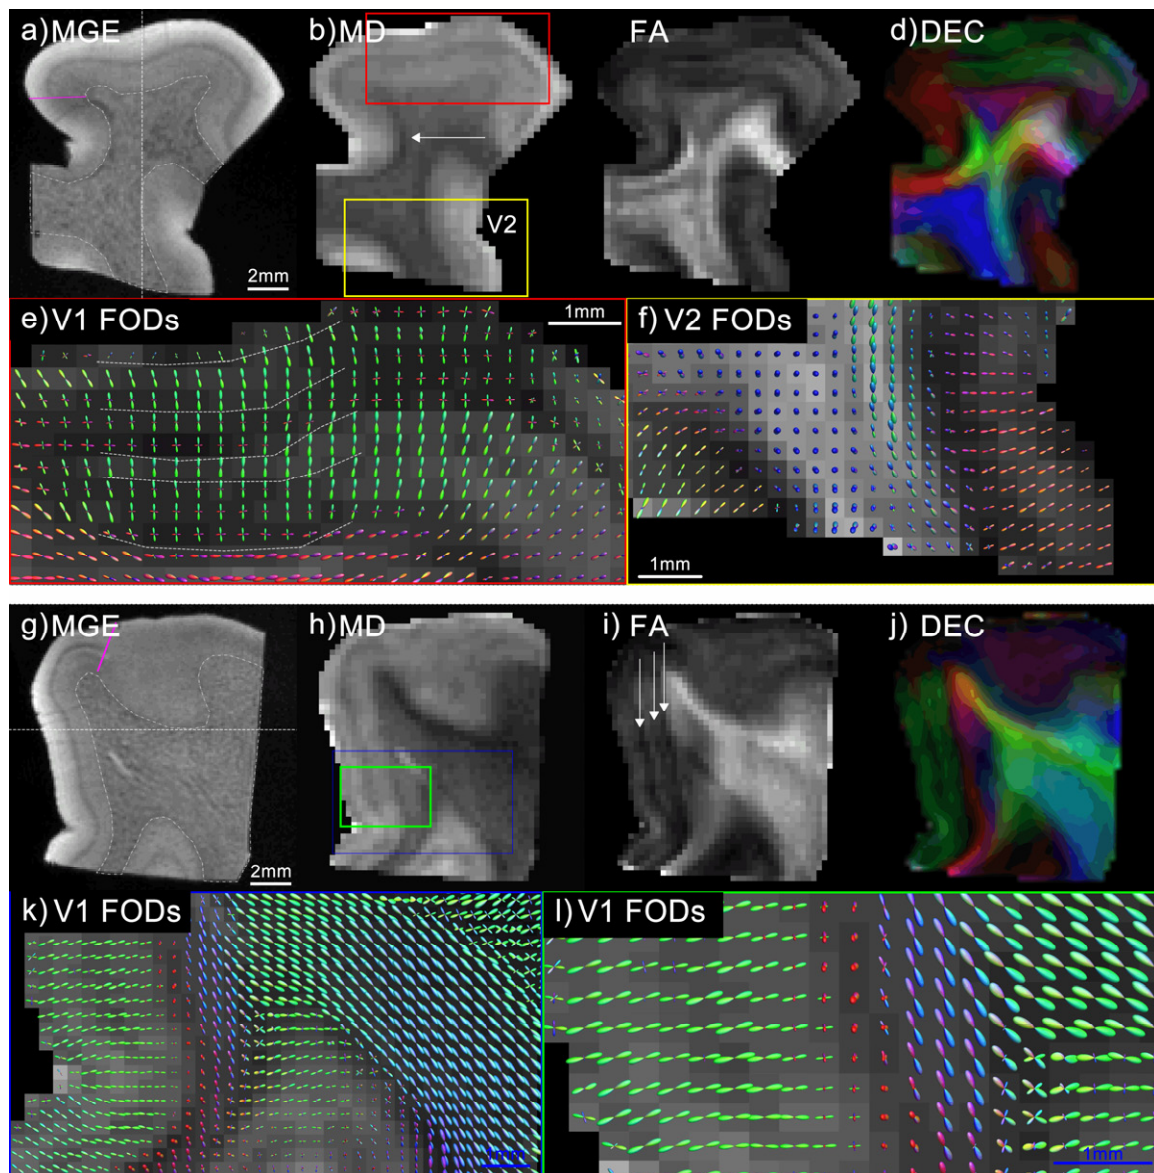 a) MGE
b) MD
FA
d) DEC
2mm
V2
e) V1 FODs
1mm
f) V2 FODs
1mm
g) MGE
h) MD
i) FA
j) DEC
2mm
k) V1 FODs
1mm
l) V1 FODs
1mm